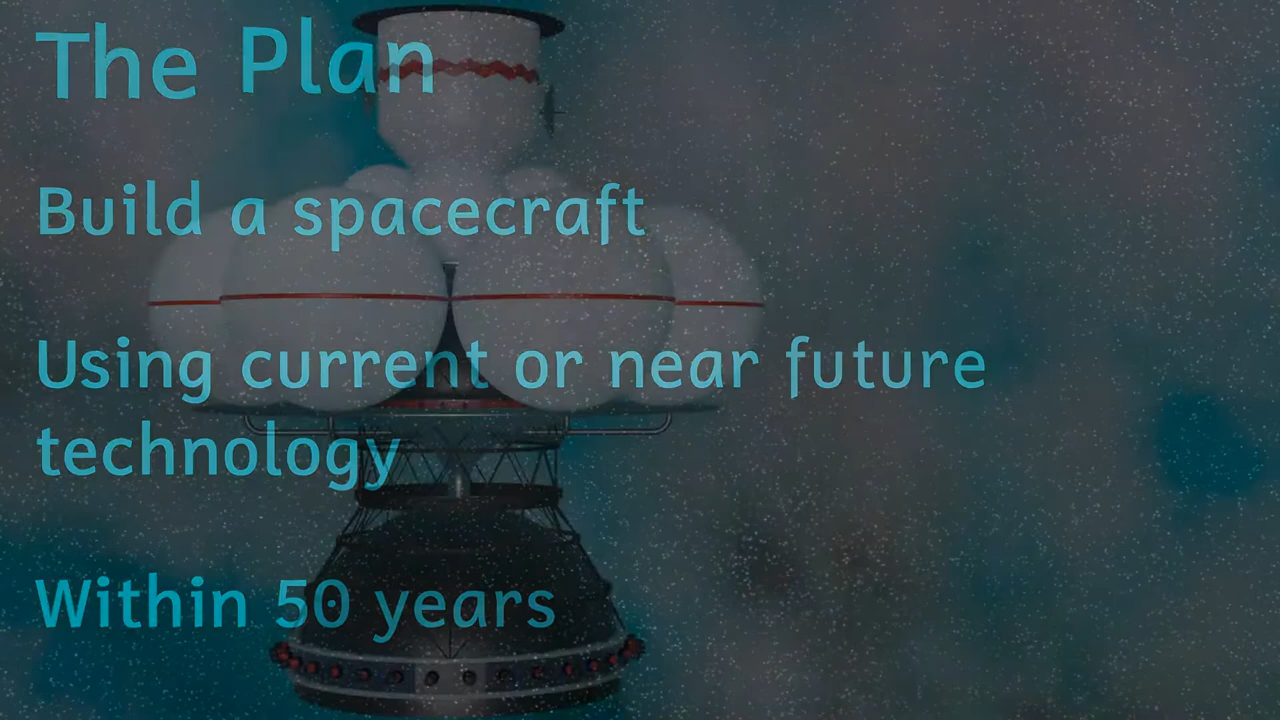 The Plan
Build a spacecraft
Using current or near future
technology
Within 50 years